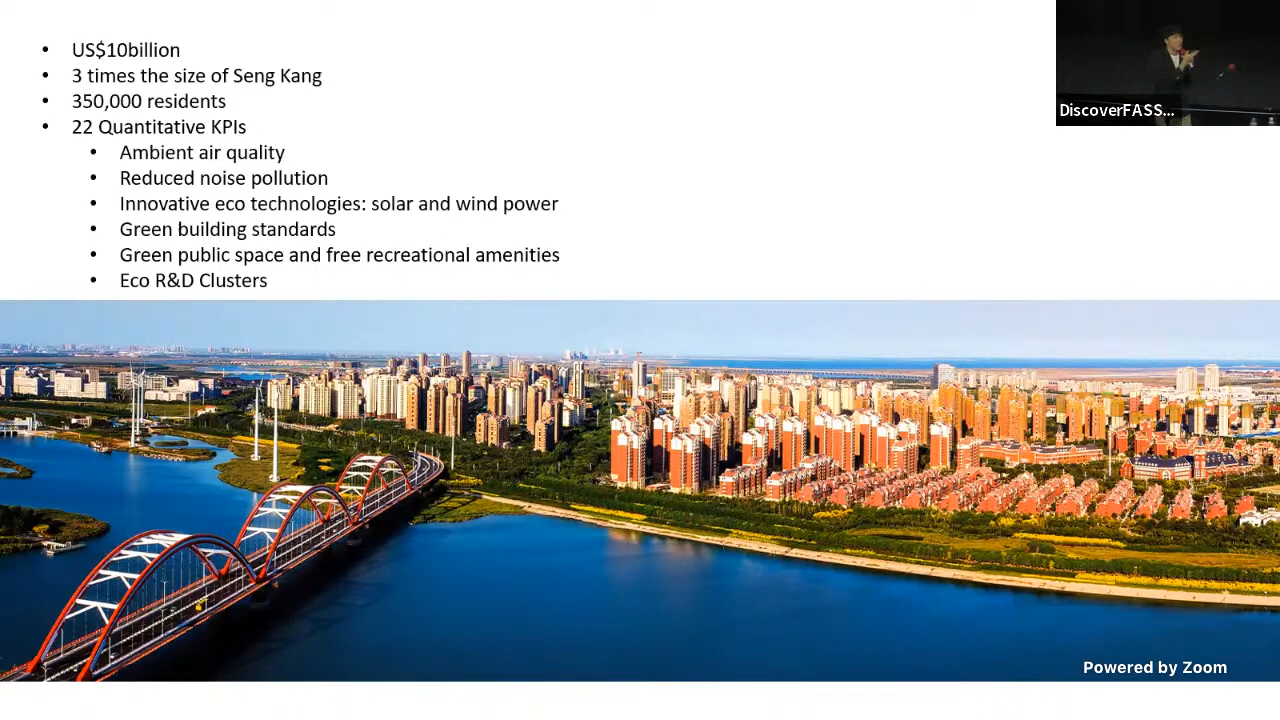 • US$10billion
• 3 times the size of Seng Kang
• 350,000 residents
• 22 Quantitative KPIs
• Ambient air quality
• Reduced noise pollution
• Innovative eco technologies: solar and wind power
• Green building standards
• Green public space and free recreational amenities
• Eco R&D Clusters
DiscoverFASS...
Powered by Zoom